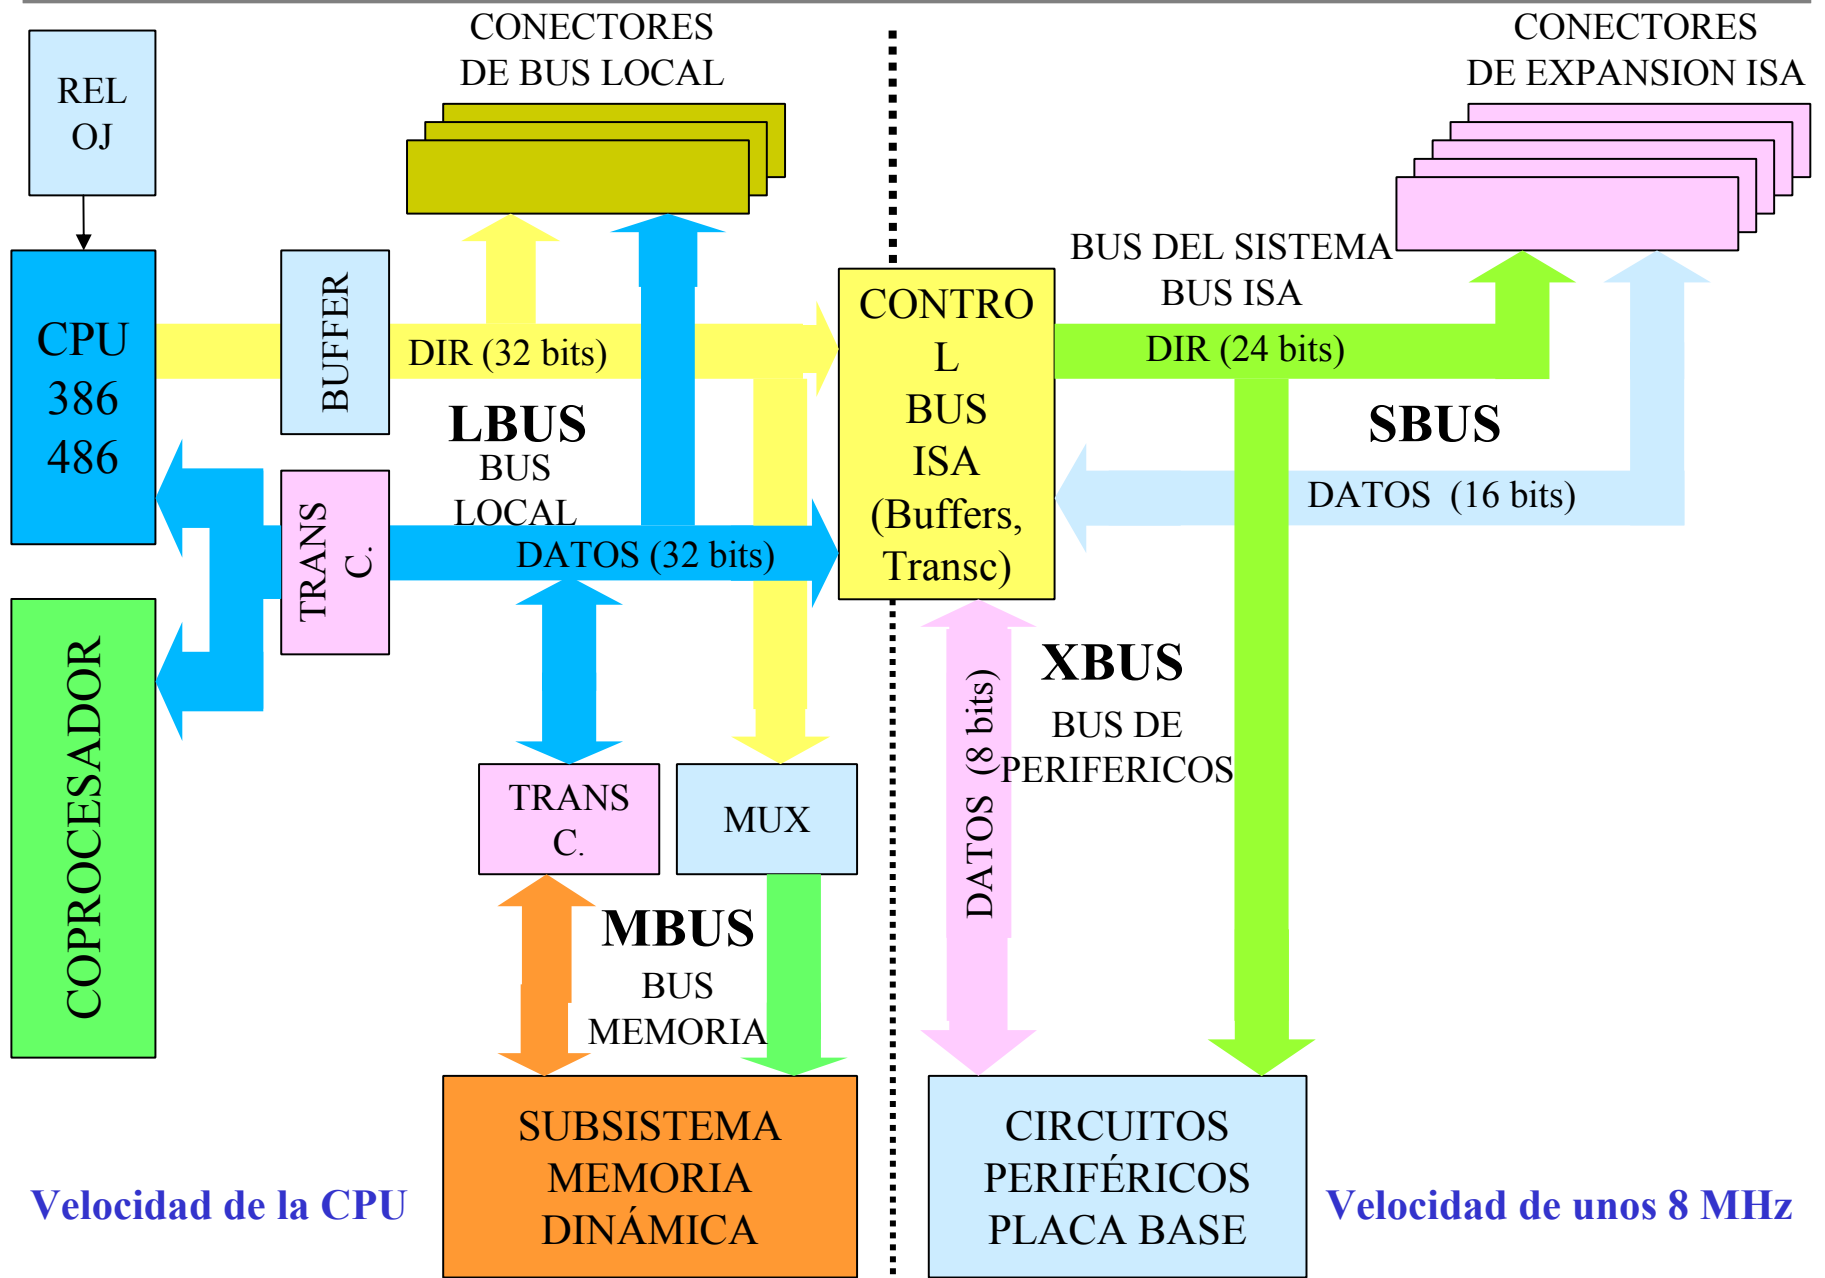 CONECTORES
DE BUS LOCAL
CONECTORES
DE EXPANSION ISA
REL
OJ
CPU
386
486
BUFFER
DIR (32 bits)
LBUS
BUS
LOCAL
TRANS
C.
DATOS (32 bits)
CONTRO
L
BUS
ISA
(Buffers,
Transc)
BUS DEL SISTEMA
BUS ISA
DIR (24 bits)
SBUS
DATOS (16 bits)
COPROCESADOR
TRANS
C.
MUX
MBUS
BUS
MEMORIA
DATOS (8 bits)
XBUS
BUS DE
PERIFERICOS
SUBSISTEMA
MEMORIA
DINÁMICA
CIRCUITOS
PERIFÉRICOS
PLACA BASE
Velocidad de la CPU
Velocidad de unos 8 MHz